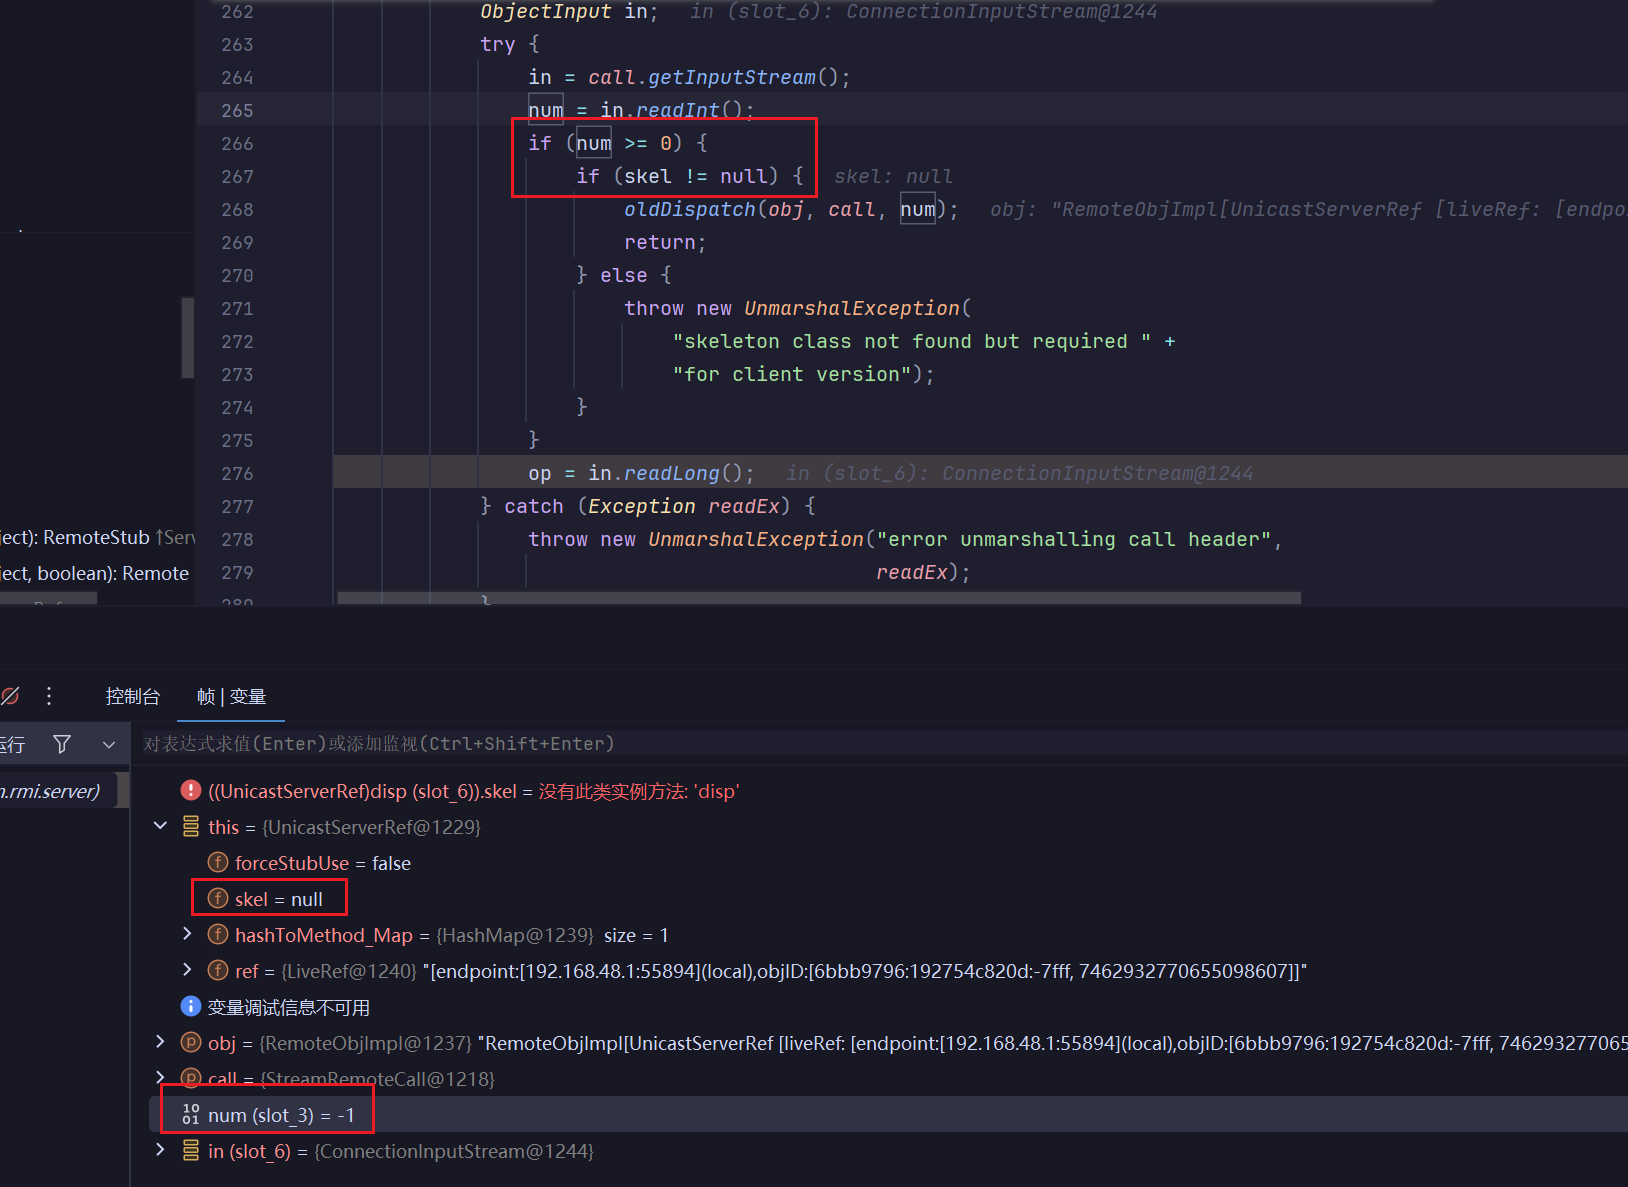 262 ObjectInput in; in (slot_6): ConnectionInputStream@1244
263 try {
264 in = call.getInputStream();
265 num = in.readInt();
266 if (num >= 0) {
267 if (skel != null) { skel: null
268 oldDispatch(obj, call, num); obj: "RemoteObjImpl[UnicastServerRef [liveRef: [endpoi
269 return;
270 } else {
271 throw new UnmarshalException(
272 "skeleton class not found but required " +
273 "for client version");
274 }
275 }
276 op = in.readLong(); in (slot_6): ConnectionInputStream@1244
277 } catch (Exception readEx) {
278 throw new UnmarshalException("error unmarshalling call header",
279 readEx);
280 }
ject): RemoteStub ↑Serv
ject, boolean): Remote
控制台 帧 | 变量
运行 对表达式求值(Enter)或添加监视(Ctrl+Shift+Enter)
n.rmi.server)
((UnicastServerRef)disp (slot_6)).skel = 没有此类实例方法: 'disp'
this = {UnicastServerRef@1229}
forceStubUse = false
skel = null
hashToMethod_Map = {HashMap@1239} size = 1
ref = {LiveRef@1240} "[endpoint:[192.168.48.1:55894](local),objID:[6bbb9796:192754c820d:-7fff, 7462932770655098607]]"
变量调试信息不可用
obj = {RemoteObjImpl@1237} "RemoteObjImpl[UnicastServerRef [liveRef: [endpoint:[192.168.48.1:55894](local),objID:[6bbb9796:192754c820d:-7fff, 746293277065
call = {StreamRemoteCall@1218}
num (slot_3) = -1
in (slot_6) = {ConnectionInputStream@1244}